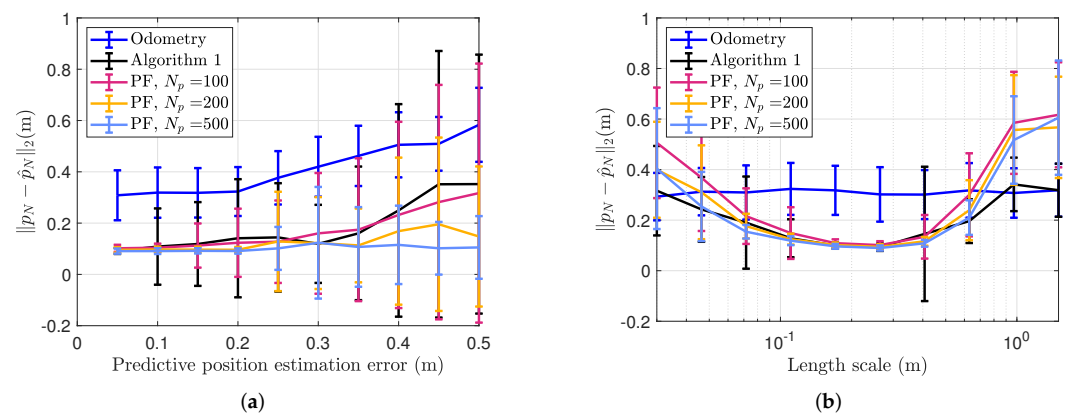 1
0.8
0.6
0.4
0.2
0
-0.2
‖p_N − p̂_N‖₂(m)
Odometry
Algorithm 1
PF, N_p =100
PF, N_p =200
PF, N_p =500
0 0.1 0.2 0.3 0.4 0.5
Predictive position estimation error (m)
(a)
1
0.8
0.6
0.4
0.2
0
-0.2
‖p_N − p̂_N‖₂(m)
Odometry
Algorithm 1
PF, N_p =100
PF, N_p =200
PF, N_p =500
10⁻¹ 10⁰
Length scale (m)
(b)